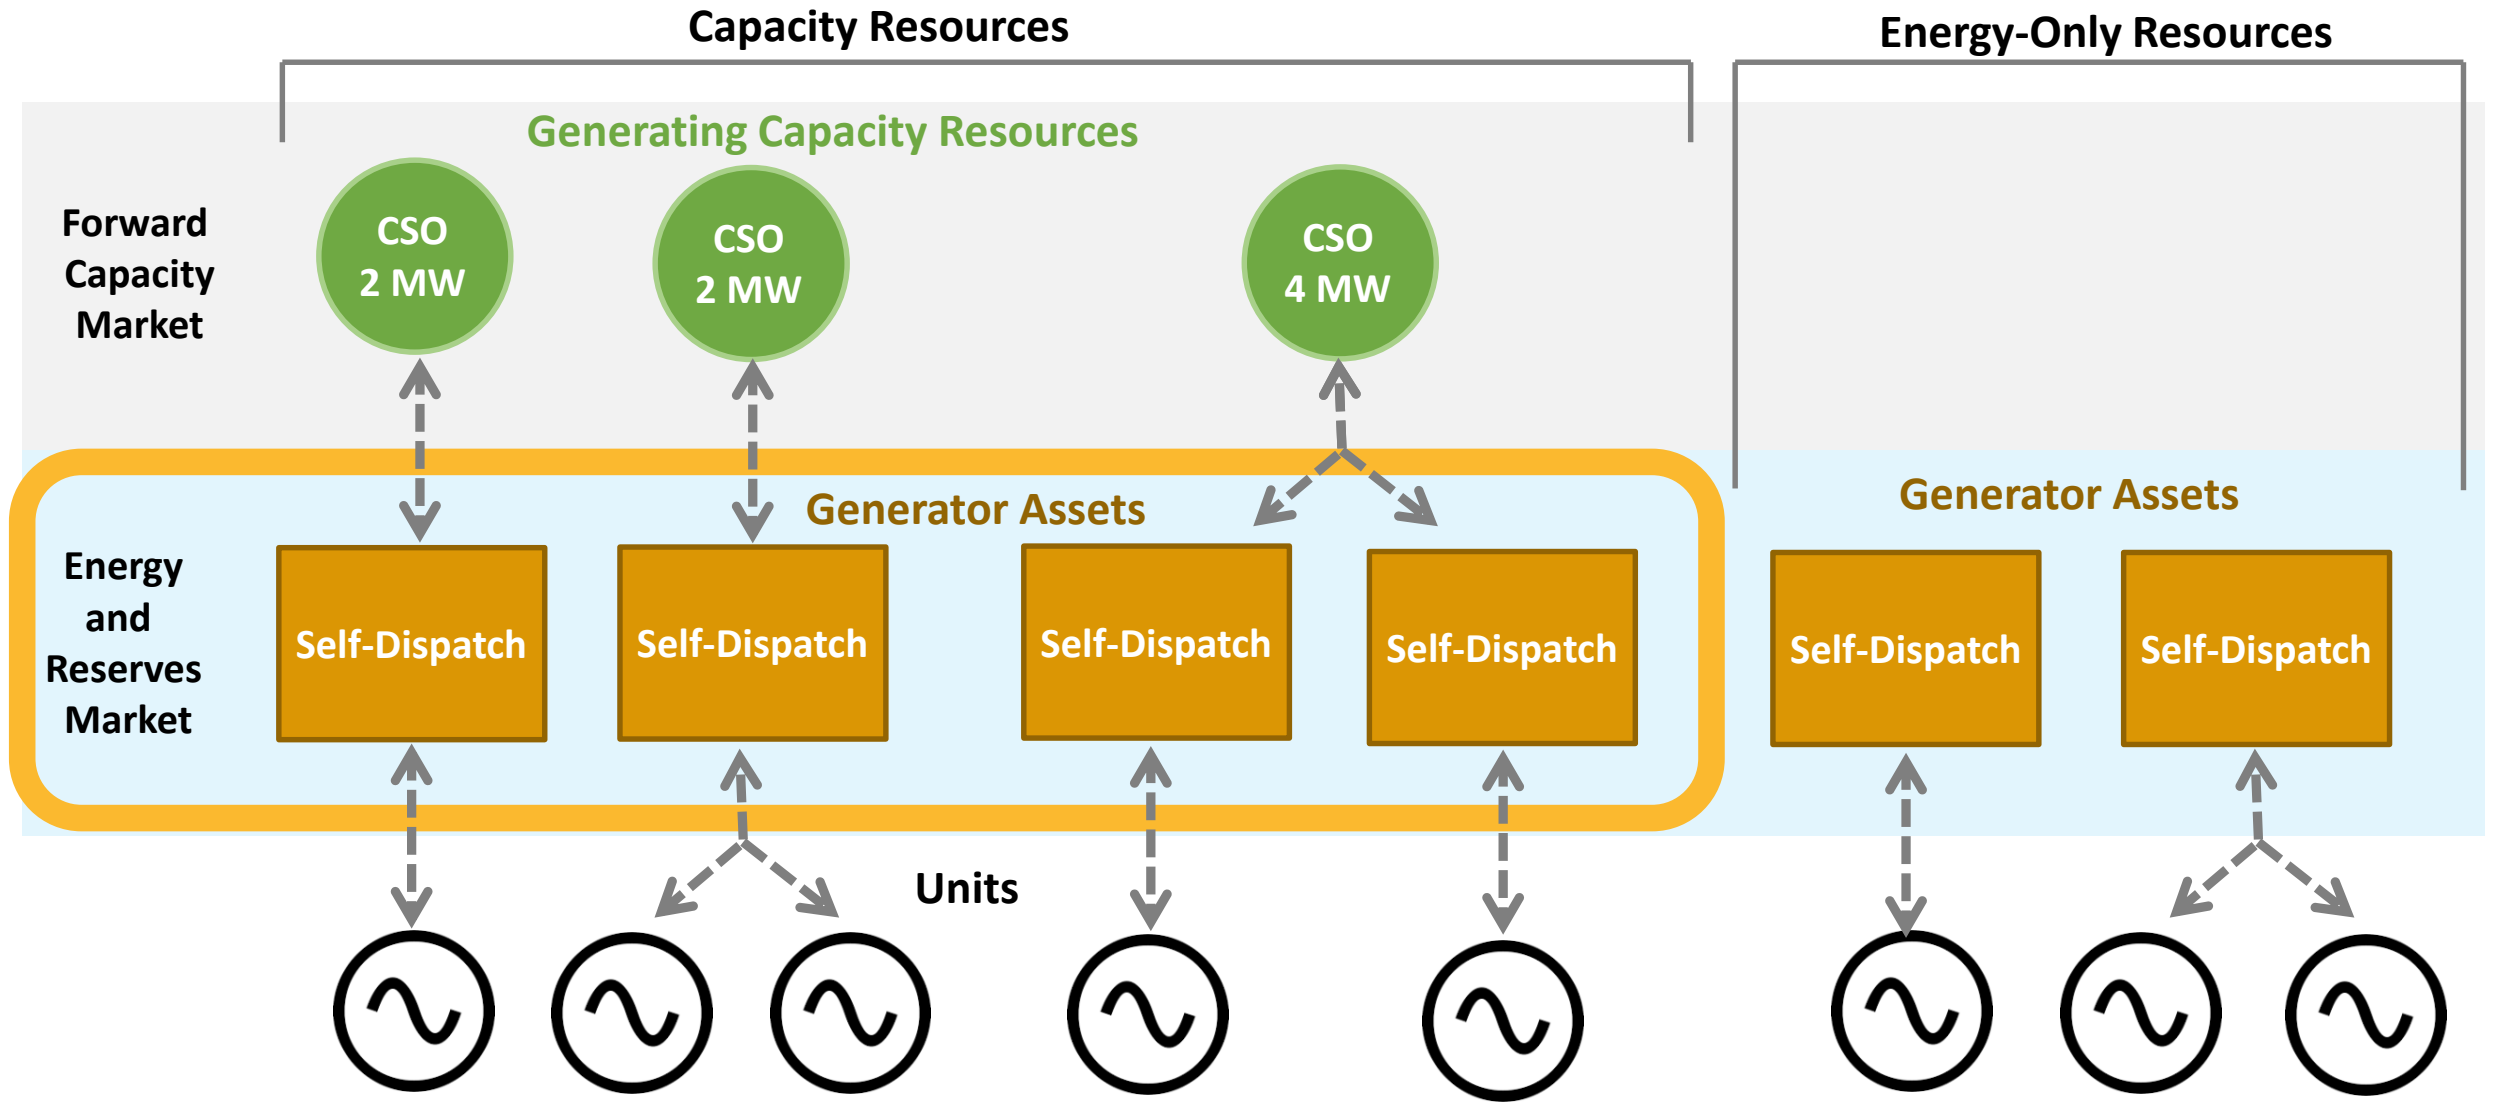 Capacity Resources
Energy-Only Resources
Generating Capacity Resources
Forward
Capacity
Market
CSO
2 MW
CSO
2 MW
CSO
4 MW
Generator Assets
Generator Assets
Energy
and
Reserves
Market
Self-Dispatch
Self-Dispatch
Self-Dispatch
Self-Dispatch
Self-Dispatch
Self-Dispatch
Units